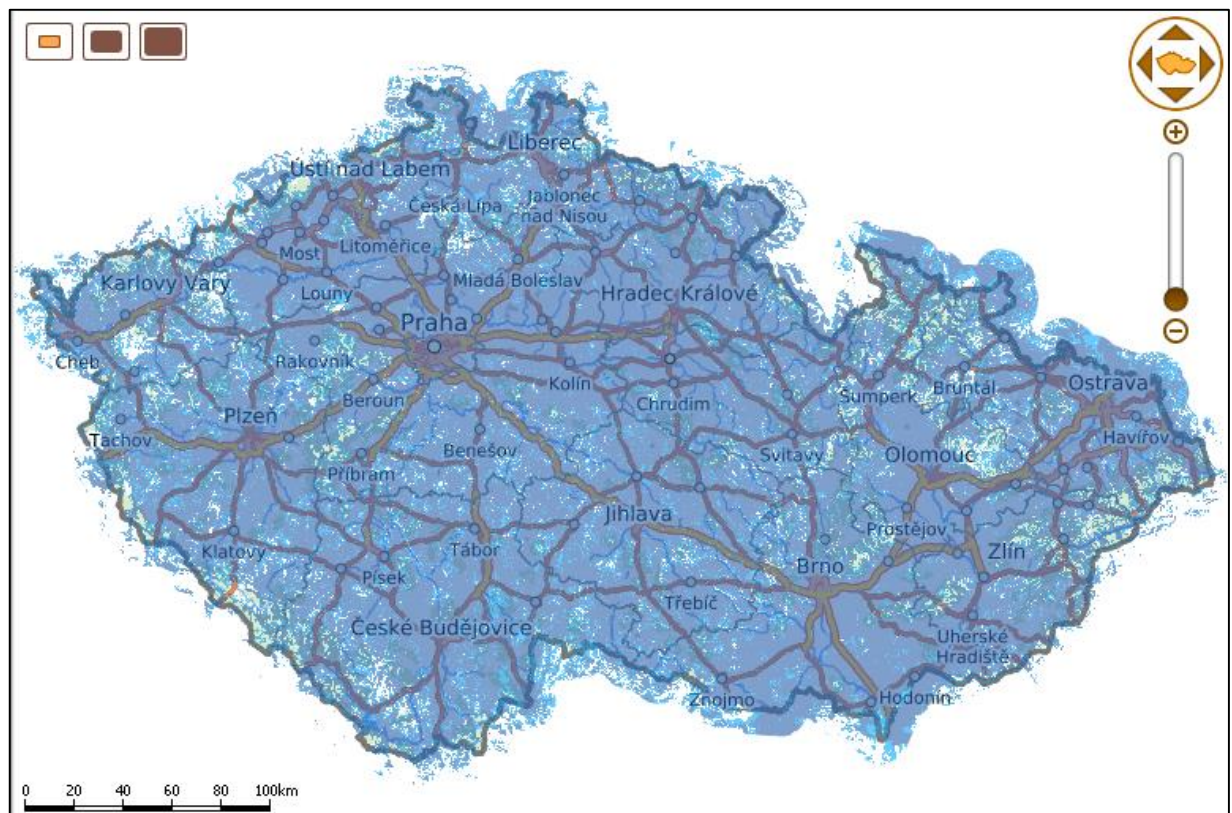 Liberec
Ústí nad Labem
Česká Lípa
Jablonec
nad Nisou
Most
Litoměřice
Karlovy Vary
Mladá Boleslav
Louny
Hradec Králové
Praha
Cheb
Rakovník
Kolín
Šumperk
Bruntál
Ostrava
Beroun
Chrudim
Plzeň
Tachov
Havířov
Benešov
Svitavy
Olomouc
Příbram
Jihlava
Prostějov
Klatovy
Tábor
Zlín
Písek
Brno
Třebíč
České Budějovice
Uherské
Hradiště
Znojmo
Hodonín
0 20 40 60 80 100km